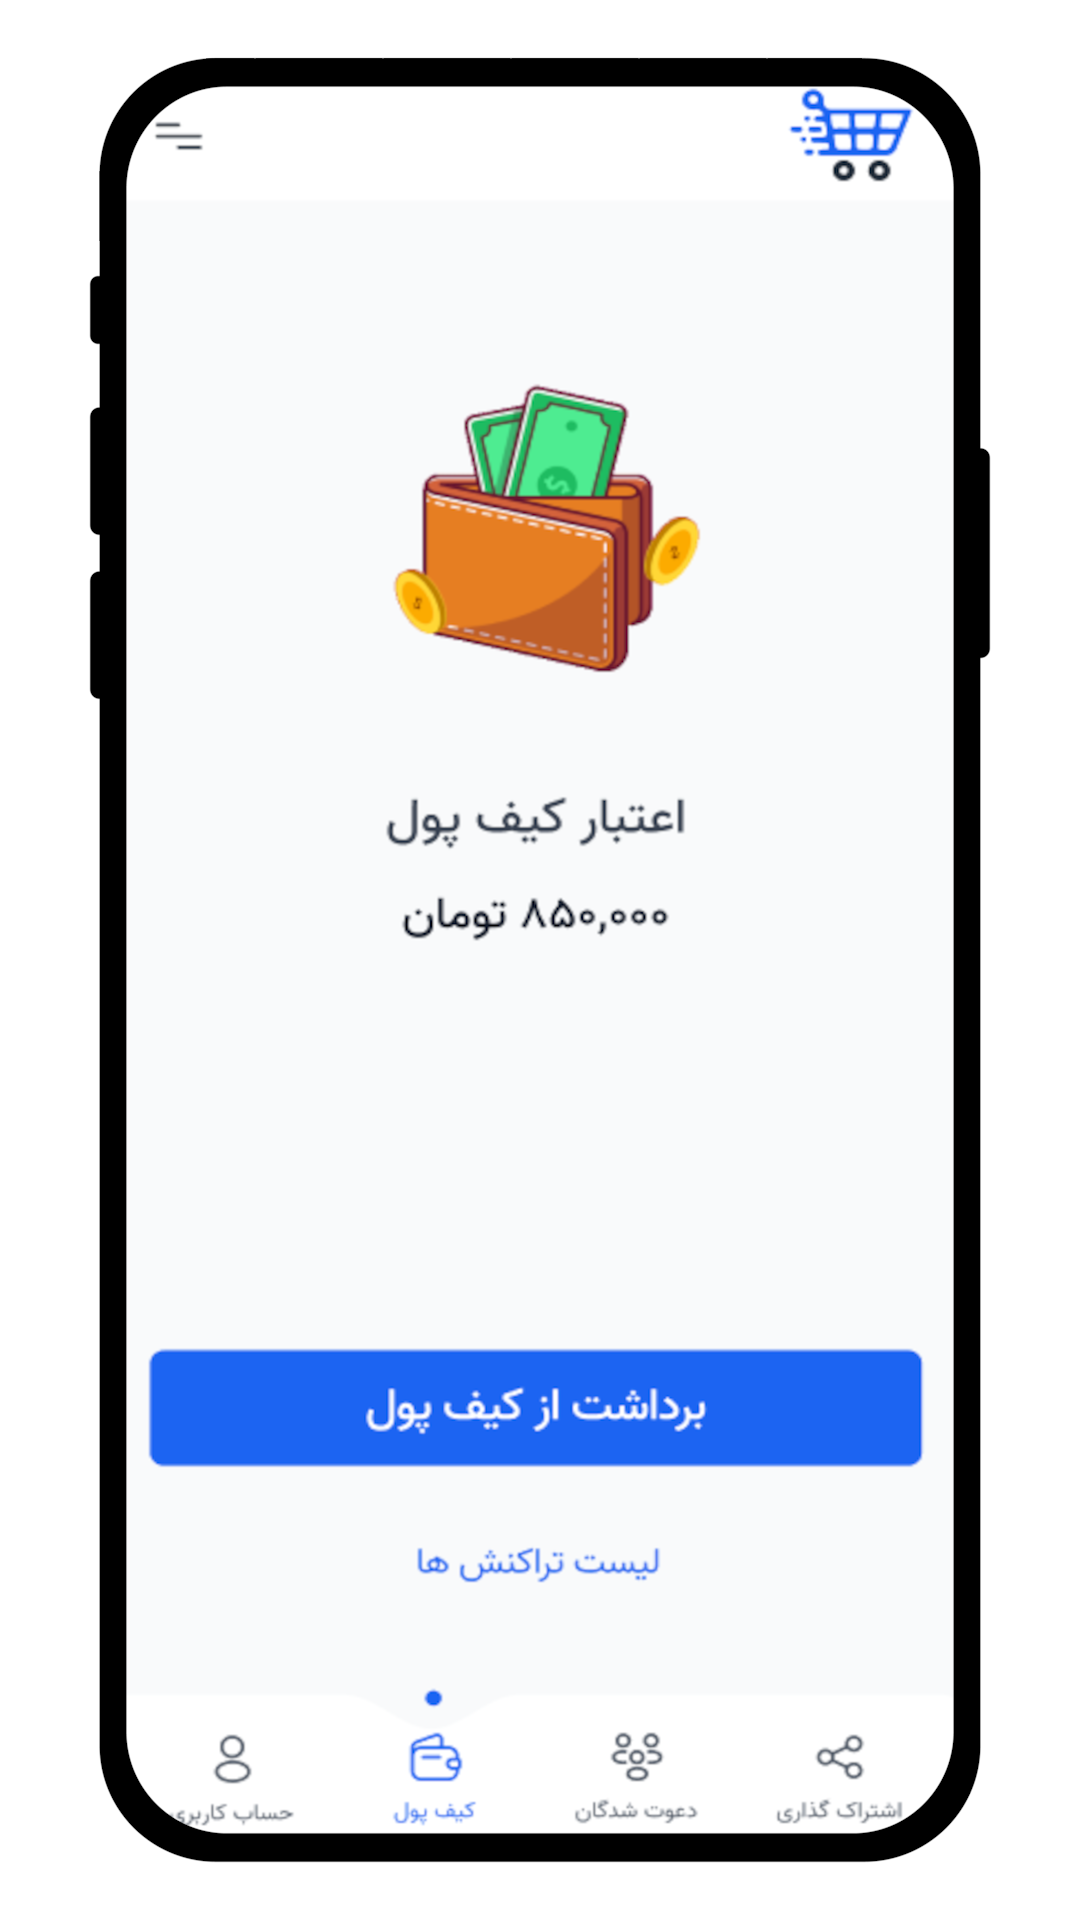 اعتبار کیف پول
۸۵۰,۰۰۰ تومان
برداشت از کیف پول
لیست تراکنش ها
اشتراک گذاری
دعوت شدگان
کیف پول
حساب کاربری